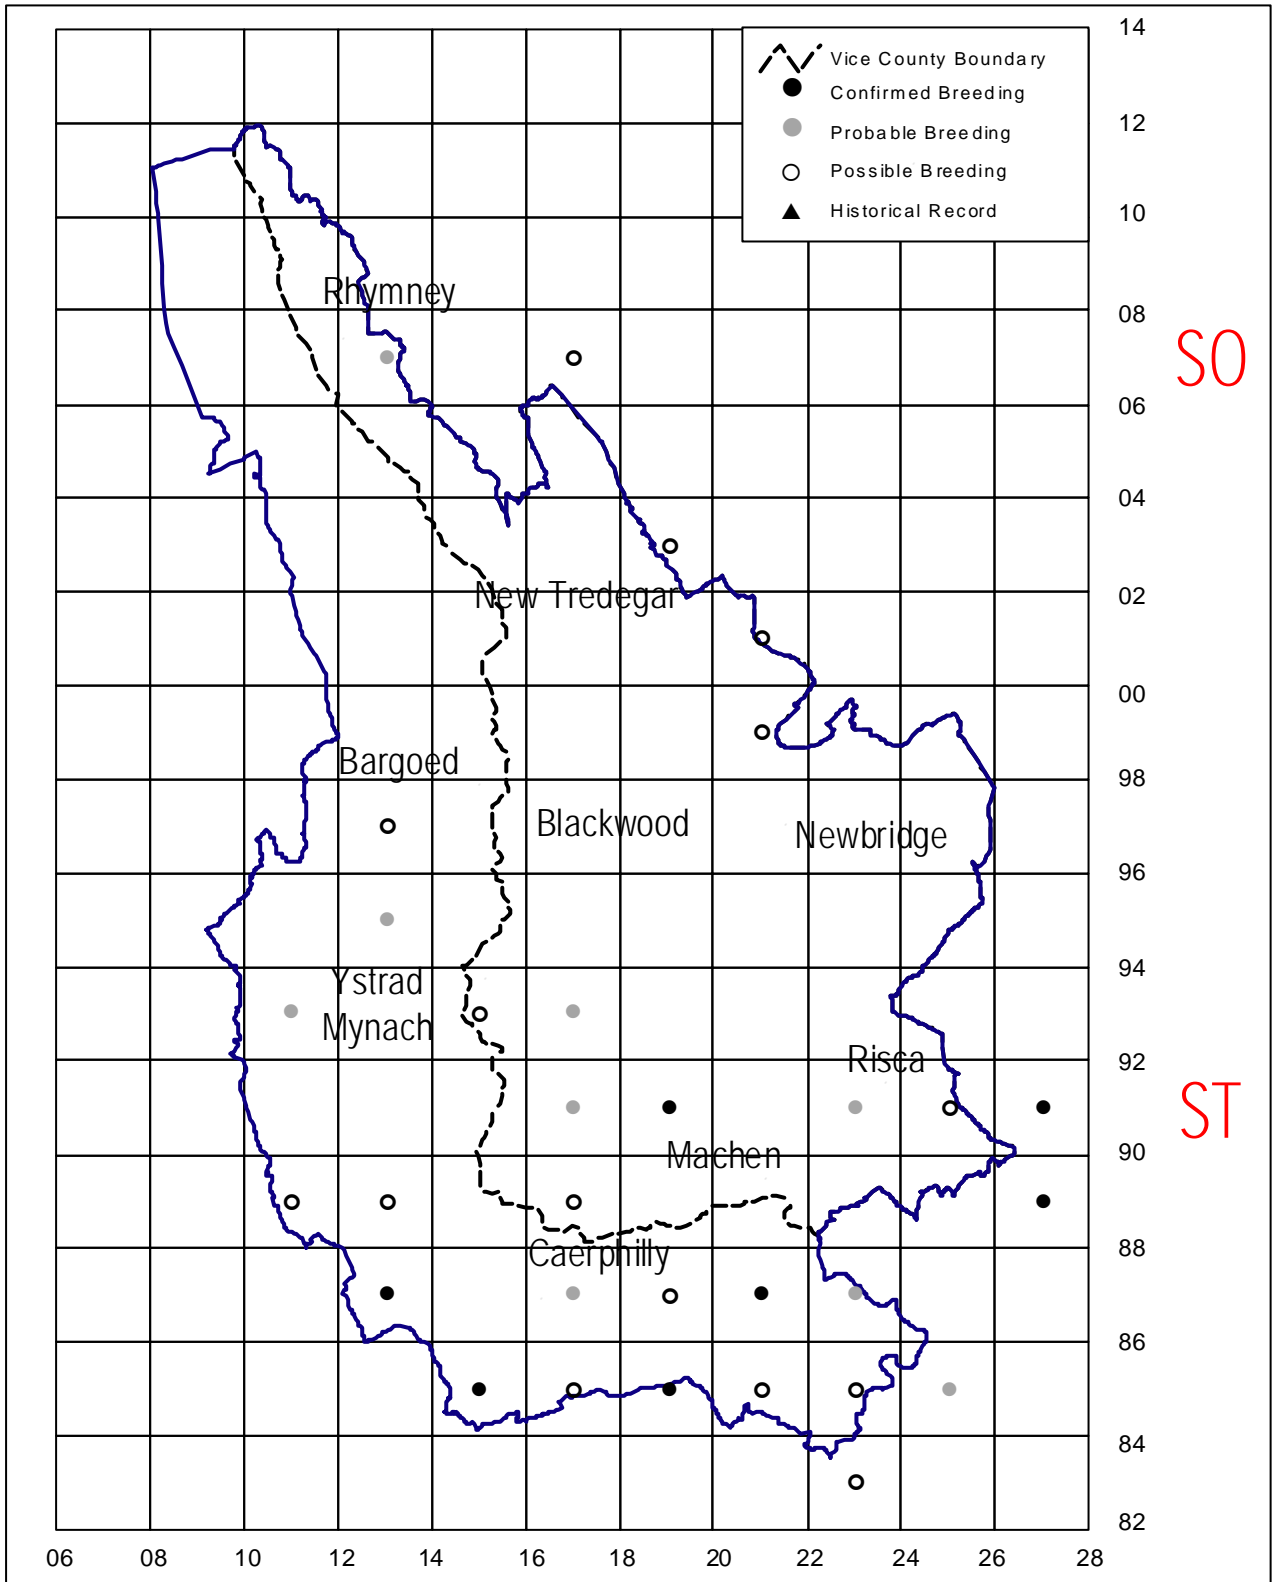 14
Vice County Boundary
Confirmed Breeding
Probable Breeding
Possible Breeding
Historical Record
12
10
Rhymney
08
SO
06
04
New Tredegar
02
00
Bargoed
98
Blackwood
Newbridge
96
94
Ystrad
Mynach
92
Risca
ST
90
Machen
88
Caerphilly
86
84
82
06 08 10 12 14 16 18 20 22 24 26 28